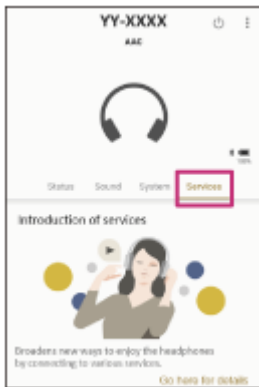 YY-XXXX
AAC
100%
Status Sound System Services
Introduction of services
Broadens new ways to enjoy the headphones
by connecting to various services.
Go here for details